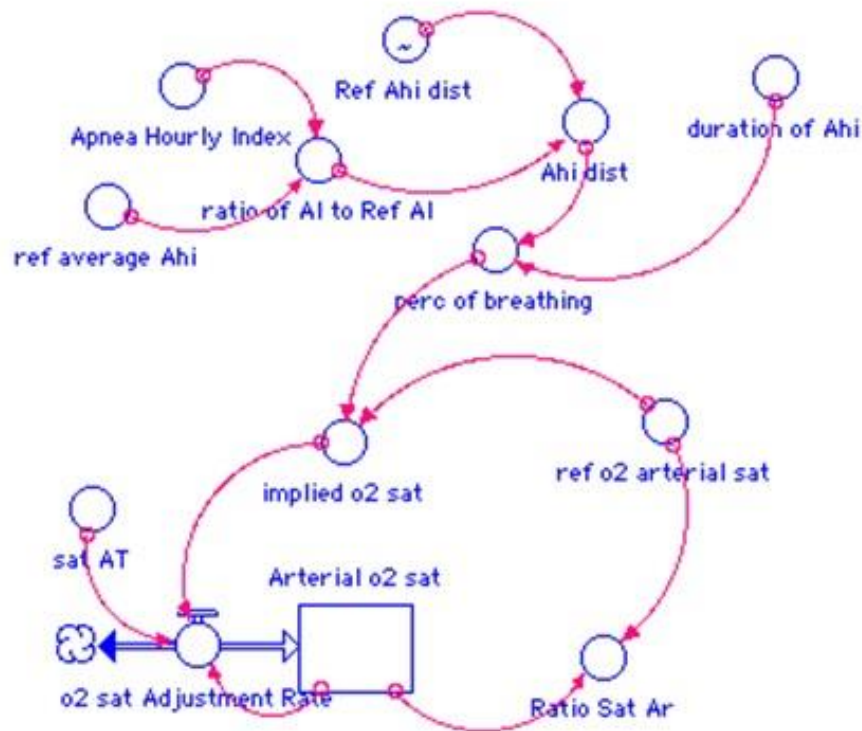 ~
Ref Ahi dist
Apnea Hourly Index
duration of Ahi
Ahi dist
ratio of AI to Ref AI
ref average Ahi
perc of breathing
implied o2 sat
ref o2 arterial sat
sat AT
Arterial o2 sat
o2 sat Adjustment Rate
Ratio Sat Ar